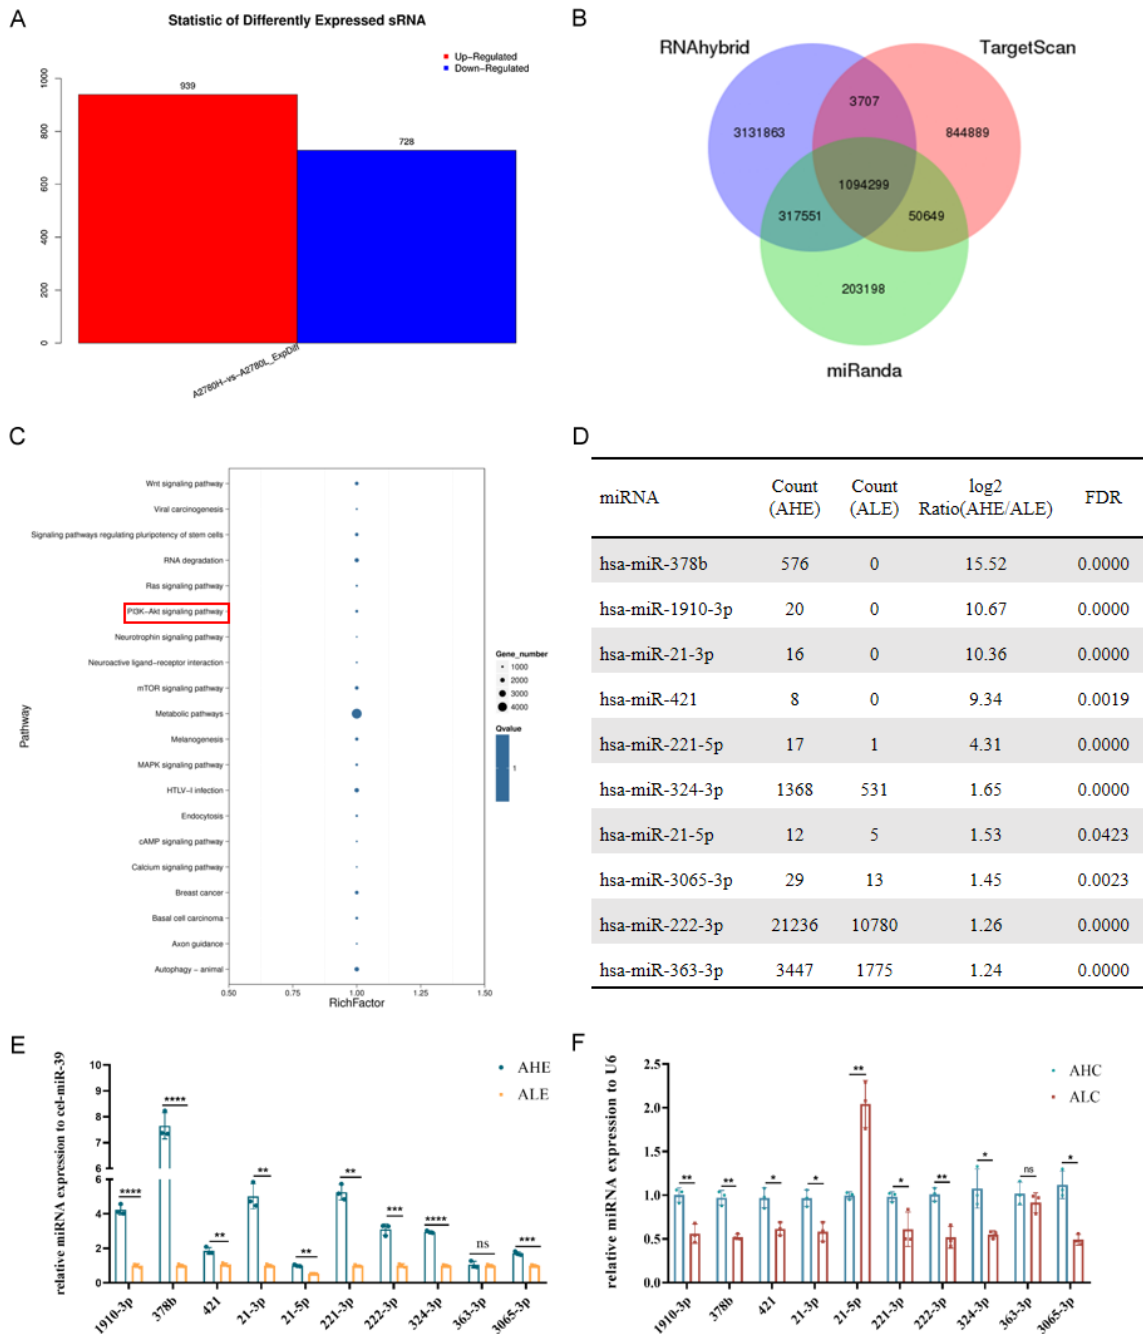 A
Statistic of Differently Expressed sRNA
Up-Regulated
Down-Regulated
939
728
0
200
400
600
800
1000
A2780H-vs-A2780L_ExpDiff
B
RNAhybrid
TargetScan
3707
3131863
844889
1094299
317551
50649
203198
miRanda
C
Wnt signaling pathway
Viral carcinogenesis
Signaling pathways regulating pluripotency of stem cells
RNA degradation
Ras signaling pathway
PI3K-Akt signaling pathway
Neurotrophin signaling pathway
Neuroactive ligand-receptor interaction
mTOR signaling pathway
Metabolic pathways
Melanogenesis
MAPK signaling pathway
HTLV-I infection
Endocytosis
cAMP signaling pathway
Calcium signaling pathway
Breast cancer
Basal cell carcinoma
Axon guidance
Autophagy - animal
Pathway
0.50 0.75 1.00 1.25 1.50
RichFactor
Gene_number
1000
2000
3000
4000
Qvalue
1
D
miRNA Count (AHE) Count (ALE) log2 Ratio(AHE/ALE) FDR
hsa-miR-378b 576 0 15.52 0.0000
hsa-miR-1910-3p 20 0 10.67 0.0000
hsa-miR-21-3p 16 0 10.36 0.0000
hsa-miR-421 8 0 9.34 0.0019
hsa-miR-221-5p 17 1 4.31 0.0000
hsa-miR-324-3p 1368 531 1.65 0.0000
hsa-miR-21-5p 12 5 1.53 0.0423
hsa-miR-3065-3p 29 13 1.45 0.0023
hsa-miR-222-3p 21236 10780 1.26 0.0000
hsa-miR-363-3p 3447 1775 1.24 0.0000
E
relative miRNA expression to cel-miR-39
10
9
8
7
6
6
4
2
0
AHE
ALE
**** **** ** ** ** ** *** **** ns ***
1910-3p 378b 421 21-3p 21-5p 221-3p 222-3p 324-3p 363-3p 3065-3p
F
relative miRNA expression to U6
2.5
2.0
1.5
1.0
0.5
0.0
AHC
ALC
** ** * * ** * ** * ns *
1910-3p 378b 421 21-3p 21-5p 221-3p 222-3p 324-3p 363-3p 3065-3p